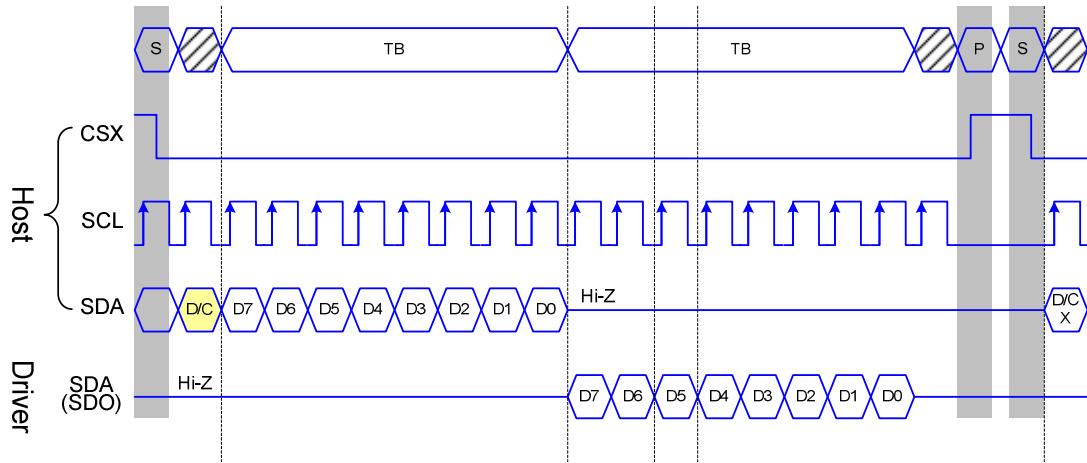 S TB TB P S
CSX
Host
SCL
SDA D/C D7 D6 D5 D4 D3 D2 D1 D0 Hi-Z D/C
X
Driver
SDA
(SDO)
Hi-Z
D7 D6 D5 D4 D3 D2 D1 D0